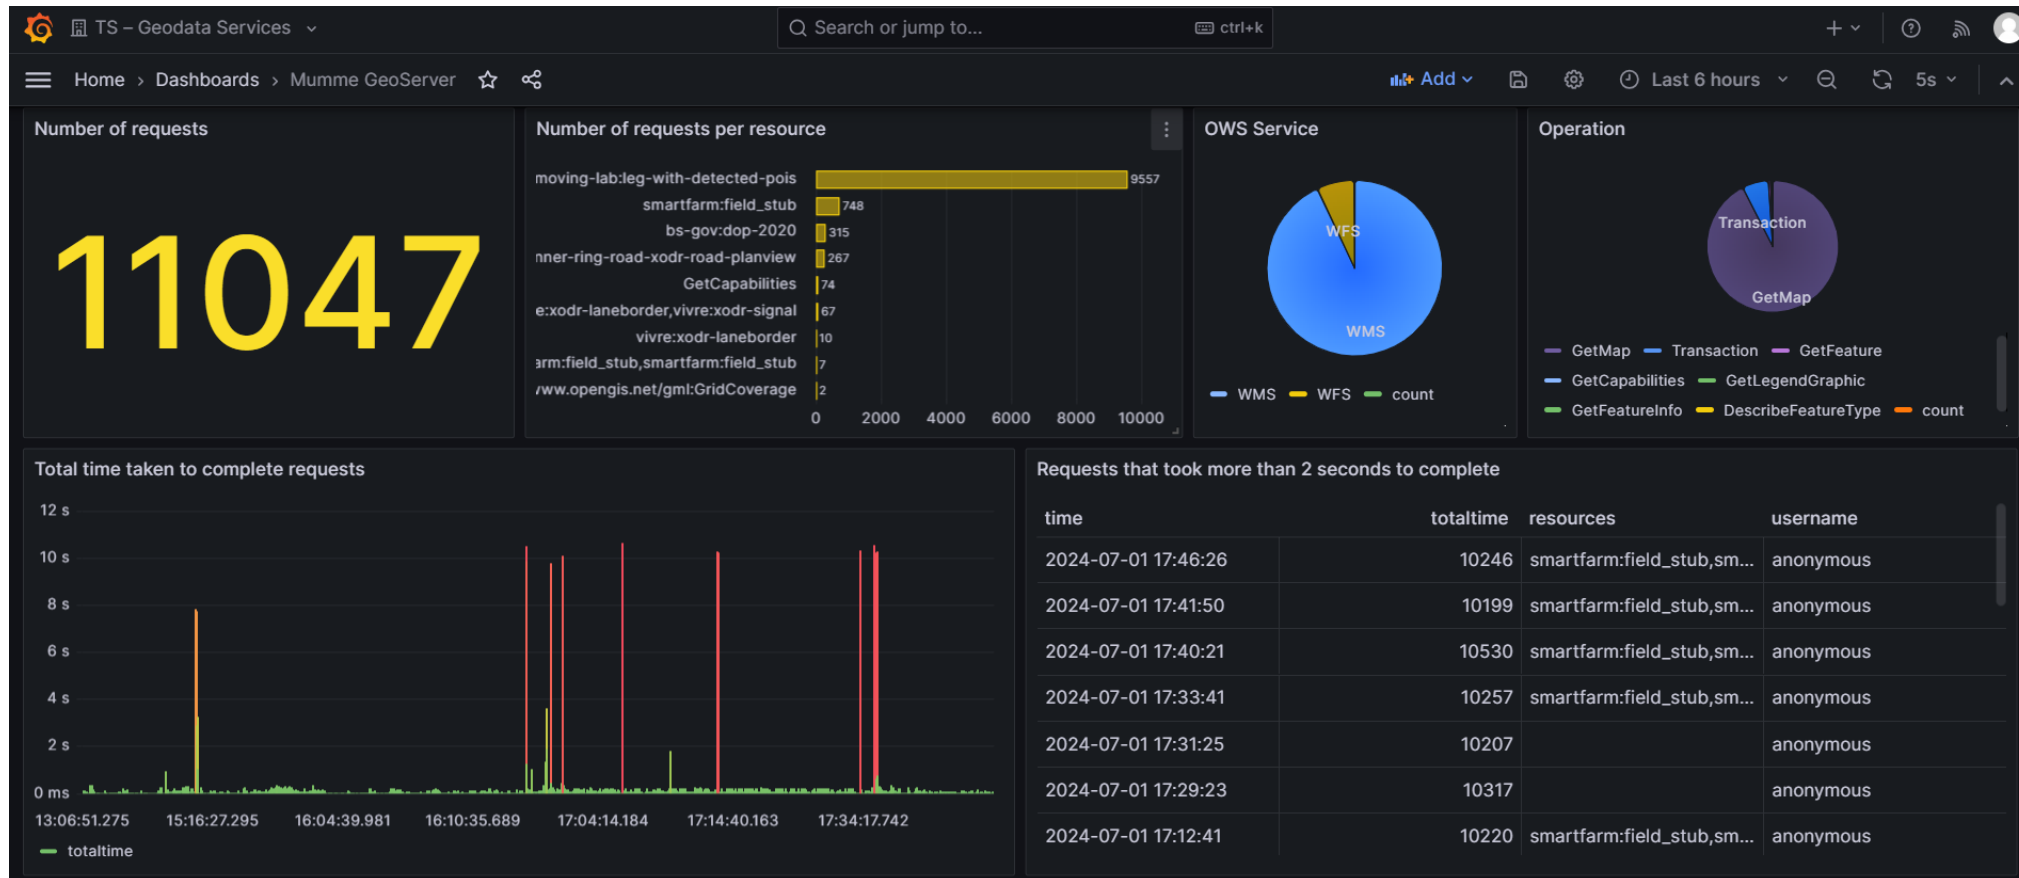 TS – Geodata Services
Search or jump to...
ctrl+k
Home › Dashboards › Mumme GeoServer
Add
Last 6 hours
5s
Number of requests
11047
Number of requests per resource
moving-lab:leg-with-detected-pois 9557
smartfarm:field_stub 748
bs-gov:dop-2020 315
nner-ring-road-xodr-road-planview 267
GetCapabilities 74
e:xodr-laneborder,vivre:xodr-signal 67
vivre:xodr-laneborder 10
arm:field_stub,smartfarm:field_stub 7
www.opengis.net/gml:GridCoverage 2
0 2000 4000 6000 8000 10000
OWS Service
WFS
WMS
WMS WFS count
Operation
Transaction
GetMap
GetMap Transaction GetFeature
GetCapabilities GetLegendGraphic
GetFeatureInfo DescribeFeatureType count
Total time taken to complete requests
12 s
10 s
8 s
6 s
4 s
2 s
0 ms
13:06:51.275 15:16:27.295 16:04:39.981 16:10:35.689 17:04:14.184 17:14:40.163 17:34:17.742
totaltime
Requests that took more than 2 seconds to complete
time totaltime resources username
2024-07-01 17:46:26 10246 smartfarm:field_stub,sm... anonymous
2024-07-01 17:41:50 10199 smartfarm:field_stub,sm... anonymous
2024-07-01 17:40:21 10530 smartfarm:field_stub,sm... anonymous
2024-07-01 17:33:41 10257 smartfarm:field_stub,sm... anonymous
2024-07-01 17:31:25 10207 anonymous
2024-07-01 17:29:23 10317 anonymous
2024-07-01 17:12:41 10220 smartfarm:field_stub,sm... anonymous